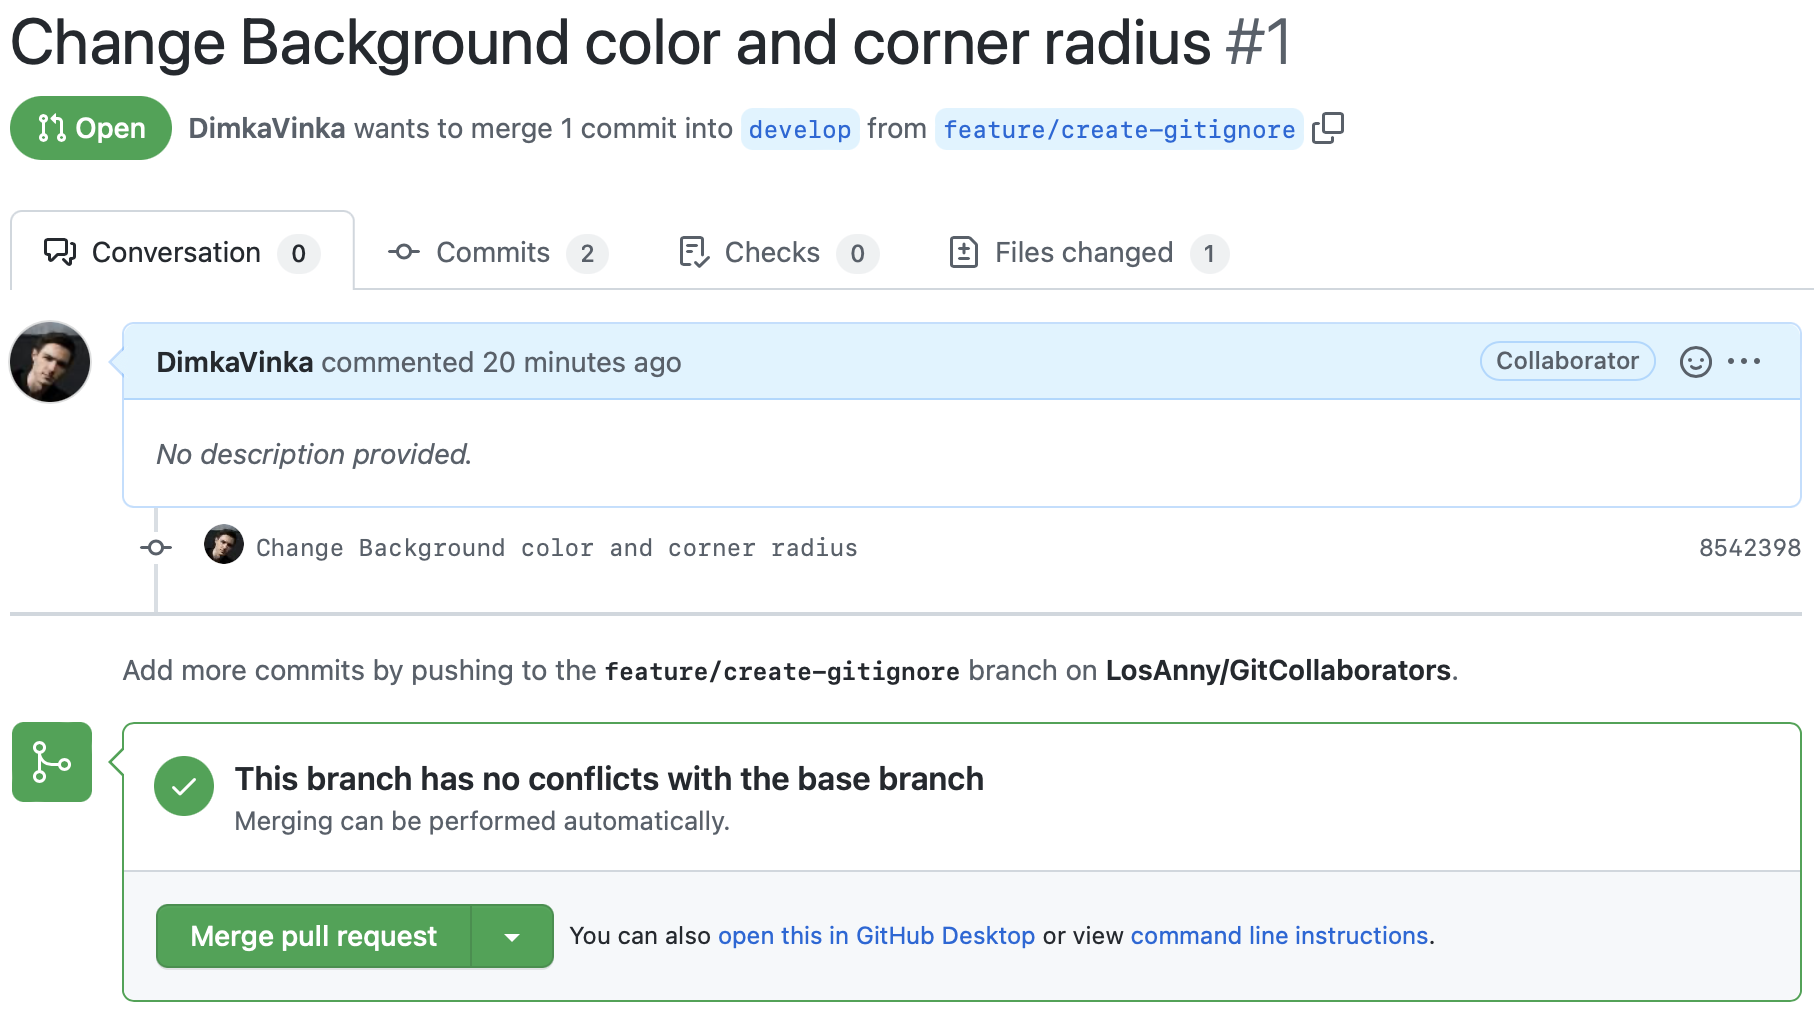 Change Background color and corner radius #1
Open DimkaVinka wants to merge 1 commit into develop from feature/create-gitignore
Conversation 0 Commits 2 Checks 0 Files changed 1
DimkaVinka commented 20 minutes ago Collaborator
No description provided.
Change Background color and corner radius 8542398
Add more commits by pushing to the feature/create-gitignore branch on LosAnny/GitCollaborators.
This branch has no conflicts with the base branch
Merging can be performed automatically.
Merge pull request You can also open this in GitHub Desktop or view command line instructions.